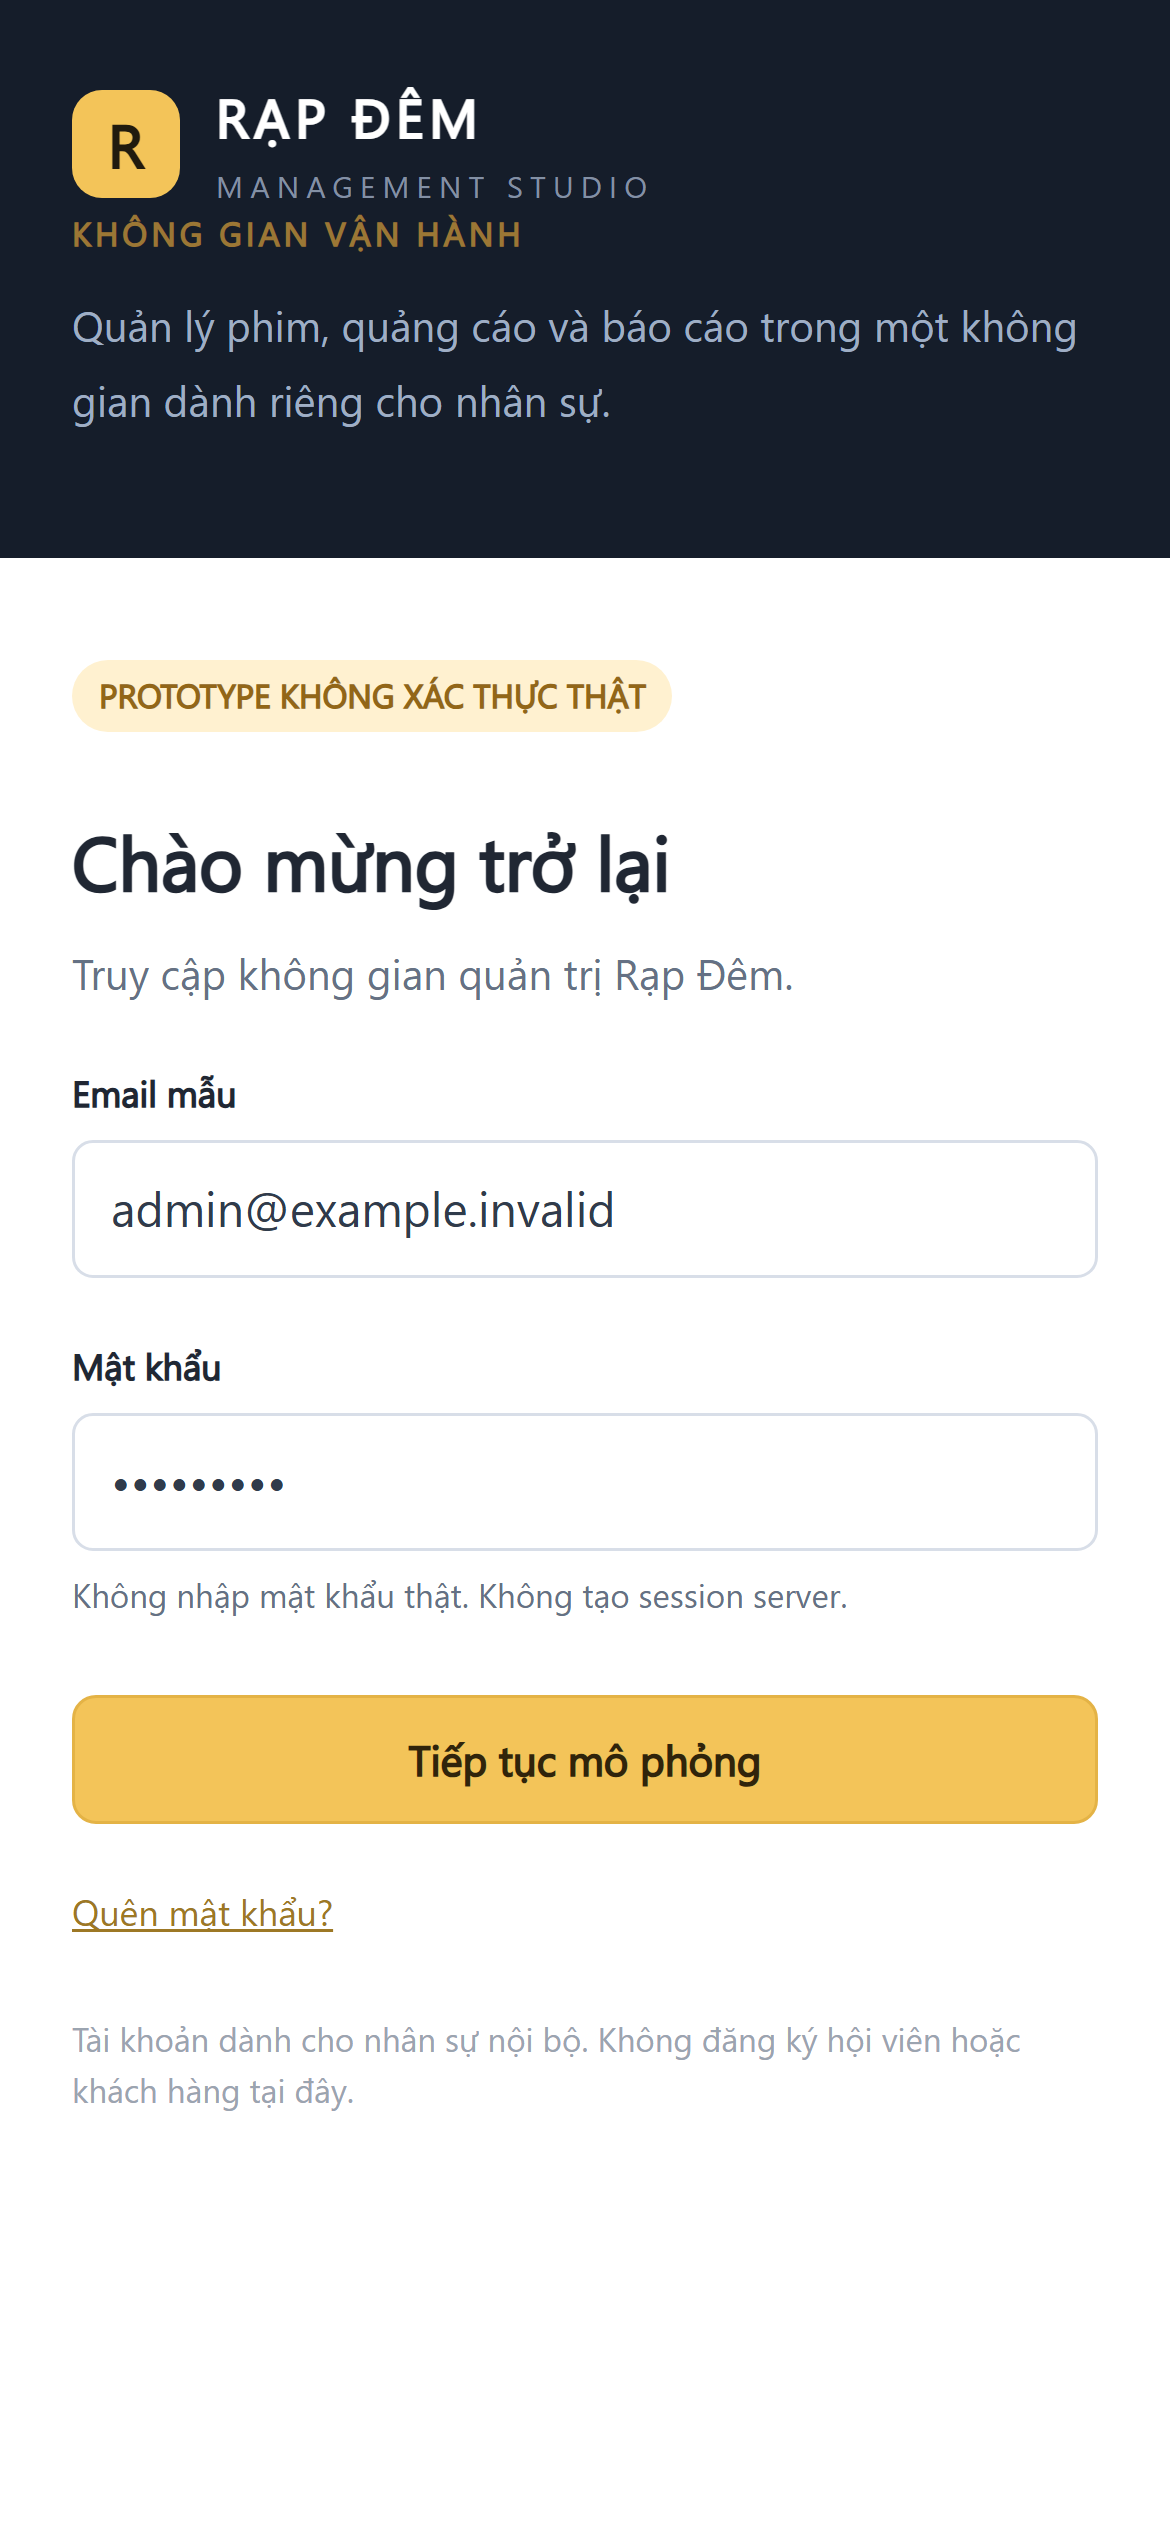 R
RẠP ĐÊM
MANAGEMENT STUDIO
KHÔNG GIAN VẬN HÀNH
Quản lý phim, quảng cáo và báo cáo trong một không
gian dành riêng cho nhân sự.
PROTOTYPE KHÔNG XÁC THỰC THẬT
Chào mừng trở lại
Truy cập không gian quản trị Rạp Đêm.
Email mẫu
admin@example.invalid
Mật khẩu
•••••••••
Không nhập mật khẩu thật. Không tạo session server.
Tiếp tục mô phỏng
Quên mật khẩu?
Tài khoản dành cho nhân sự nội bộ. Không đăng ký hội viên hoặc
khách hàng tại đây.